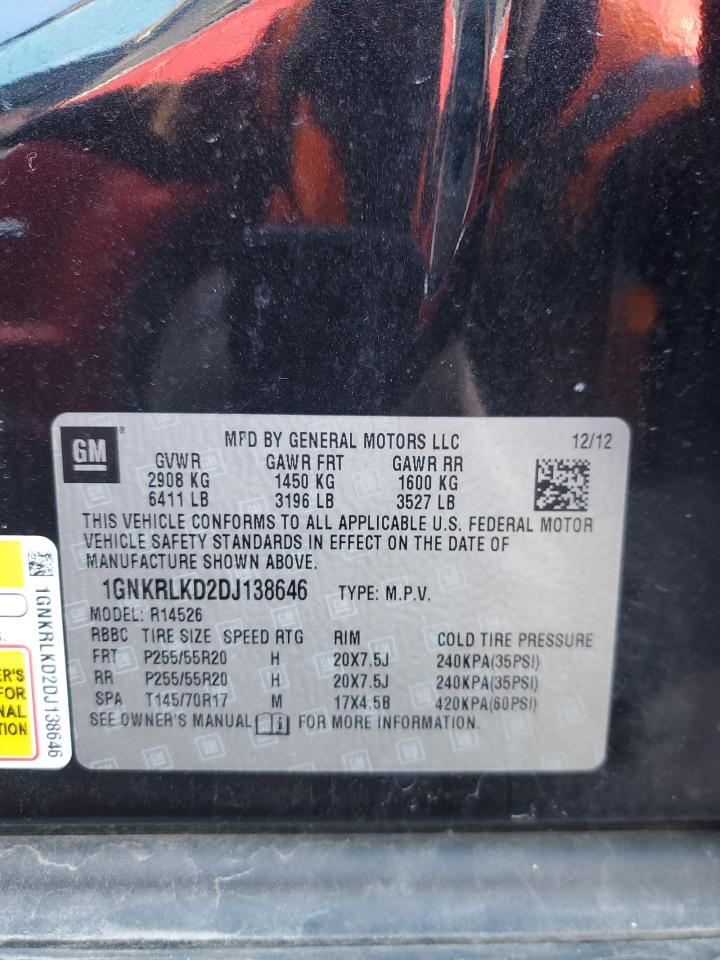 GM ®
MFD BY GENERAL MOTORS LLC 12/12
GVWR GAWR FRT GAWR RR
2908 KG 1450 KG 1600 KG
6411 LB 3196 LB 3527 LB
THIS VEHICLE CONFORMS TO ALL APPLICABLE U.S. FEDERAL MOTOR
VEHICLE SAFETY STANDARDS IN EFFECT ON THE DATE OF
MANUFACTURE SHOWN ABOVE.
1GNKRLKD2DJ138646 TYPE: M.P.V.
MODEL: R14526
RBBC TIRE SIZE SPEED RTG RIM COLD TIRE PRESSURE
FRT P255/55R20 H 20X7.5J 240KPA(35PSI)
RR P255/55R20 H 20X7.5J 240KPA(35PSI)
SPA T145/70R17 M 17X4.5B 420KPA(60PSI)
SEE OWNER'S MANUAL FOR MORE INFORMATION.
1GNKRLKD2DJ138646
S.
ER'S
FOR
NAL
TION